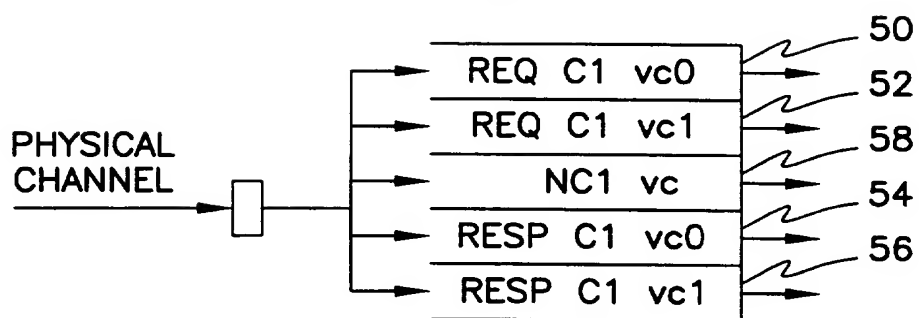 50
REQ C1 vc0
52
REQ C1 vc1
PHYSICAL
CHANNEL
58
NC1 vc
54
RESP C1 vc0
56
RESP C1 vc1